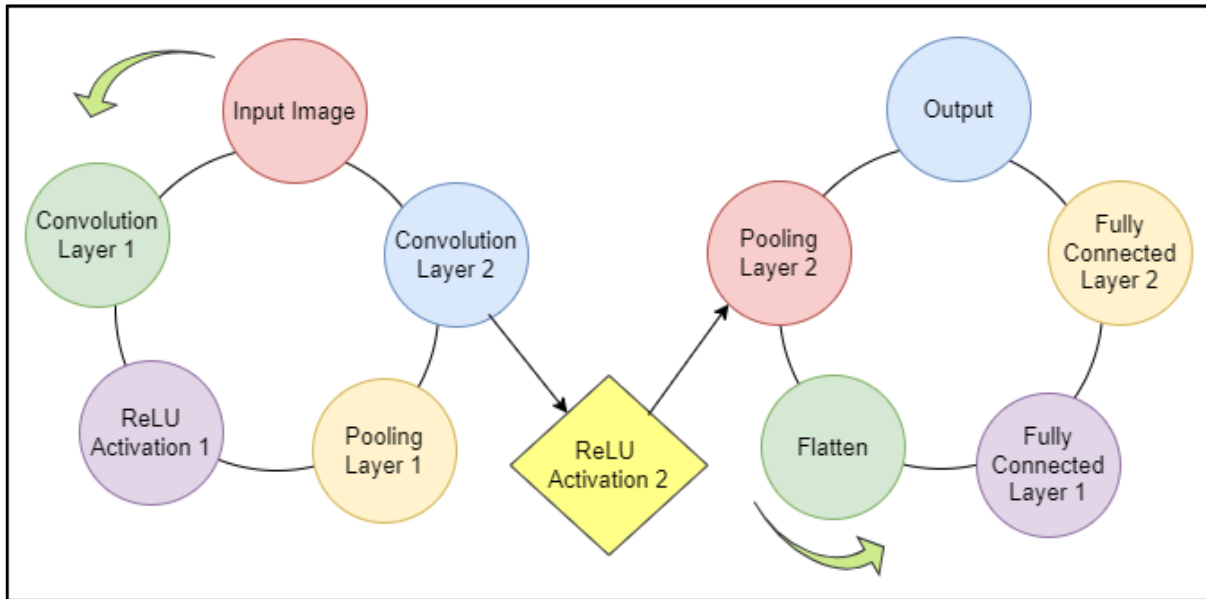 Input Image
Convolution
Layer 1
ReLU
Activation 1
Pooling
Layer 1
Convolution
Layer 2
ReLU
Activation 2
Pooling
Layer 2
Flatten
Fully
Connected
Layer 1
Fully
Connected
Layer 2
Output